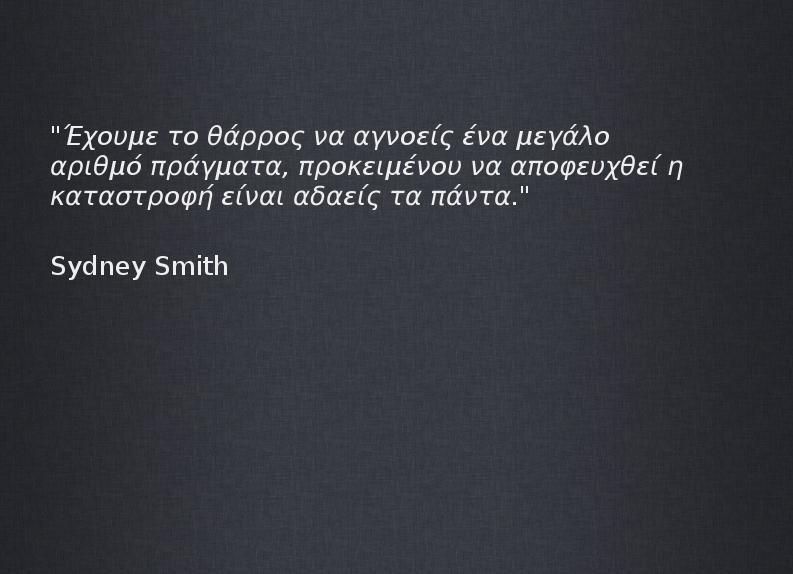 "Έχουμε το θάρρος να αγνοείς ένα μεγάλο
αριθμό πράγματα, προκειμένου να αποφευχθεί η
καταστροφή είναι αδαείς τα πάντα."
Sydney Smith